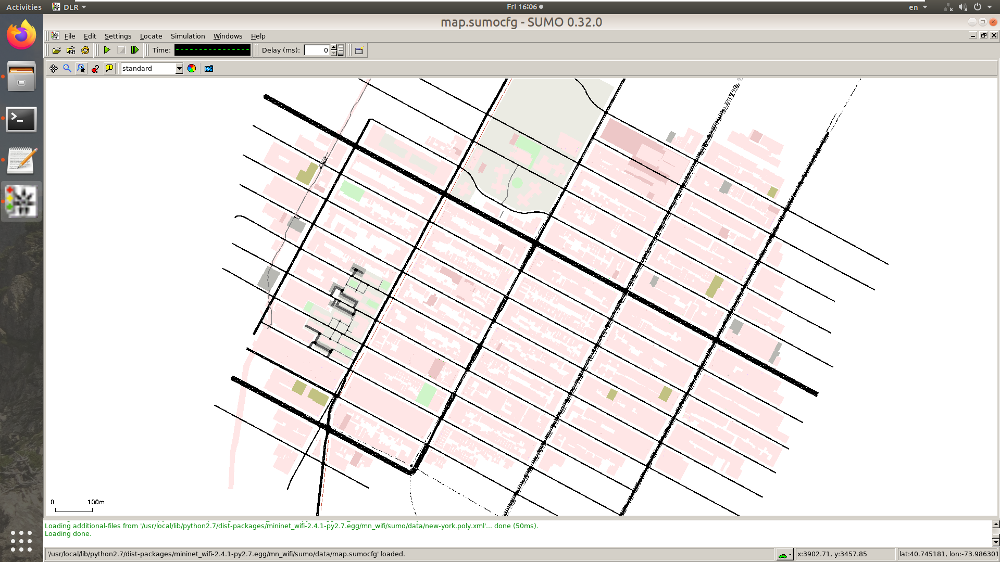 Activities DLR Fri 16:06 en
map.sumocfg - SUMO 0.32.0
File Edit Settings Locate Simulation Windows Help
Time: Delay (ms): 0
standard
0 100m
Loading additional-files from '/usr/local/lib/python2.7/dist-packages/mininet_wifi-2.4.1-py2.7.egg/mn_wifi/sumo/data/new-york.poly.xml'... done (50ms).
Loading done.
'/usr/local/lib/python2.7/dist-packages/mininet_wifi-2.4.1-py2.7.egg/mn_wifi/sumo/data/map.sumocfg' loaded. - x:3902.71, y:3457.85 lat:40.745181, lon:-73.986301